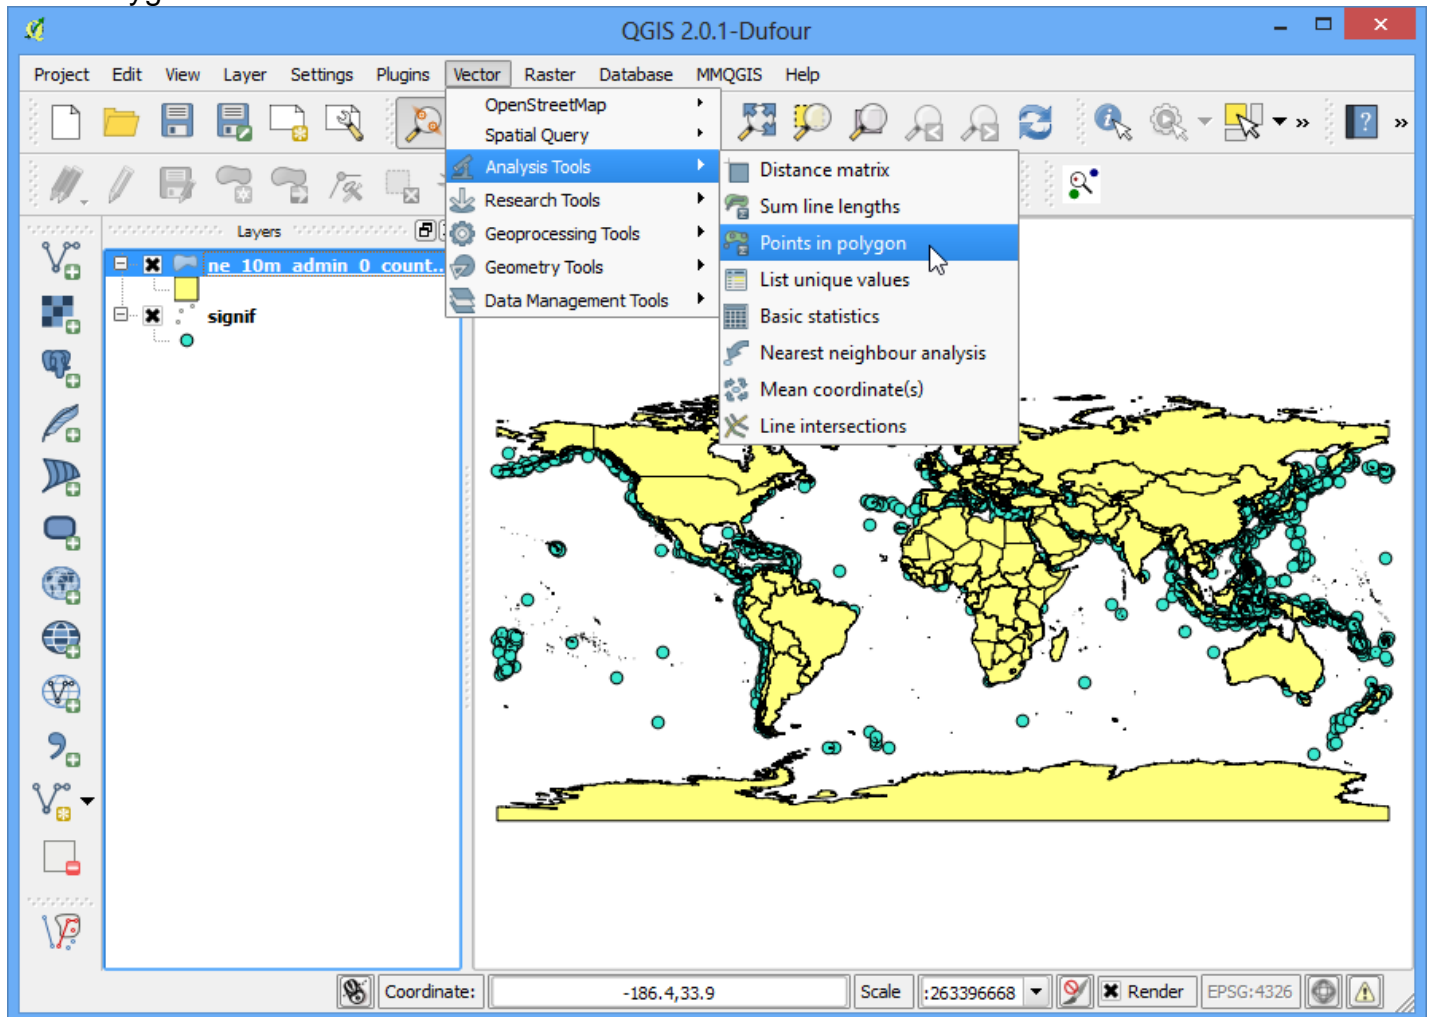 QGIS 2.0.1-Dufour
Project Edit View Layer Settings Plugins Vector Raster Database MMQGIS Help
OpenStreetMap
Spatial Query
Analysis Tools
Research Tools
Geoprocessing Tools
Geometry Tools
Data Management Tools
Distance matrix
Sum line lengths
Points in polygon
List unique values
Basic statistics
Nearest neighbour analysis
Mean coordinate(s)
Line intersections
Layers
ne_10m_admin_0_count..
signif
Coordinate: -186.4,33.9 Scale :263396668 Render EPSG:4326